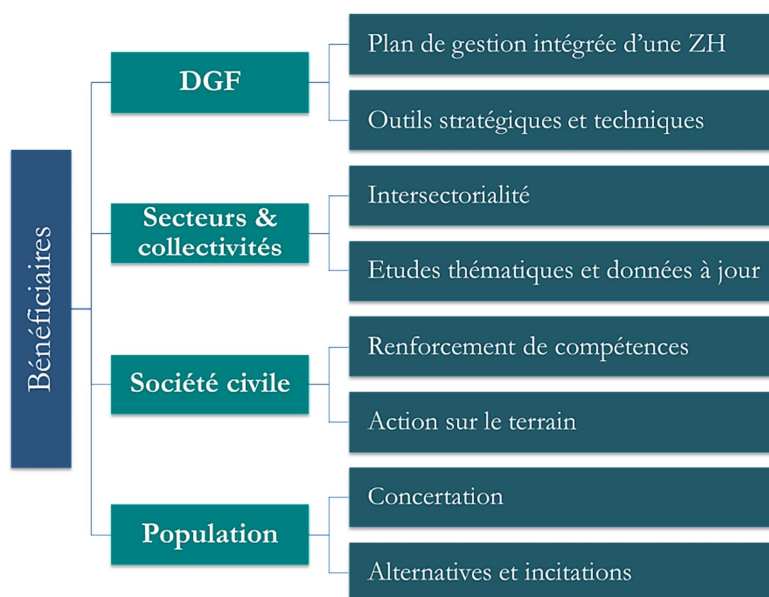 Bénéficiaires
DGF
Plan de gestion intégrée d'une ZH
Outils stratégiques et techniques
Secteurs &
collectivités
Intersectorialité
Etudes thématiques et données à jour
Société civile
Renforcement de compétences
Action sur le terrain
Population
Concertation
Alternatives et incitations